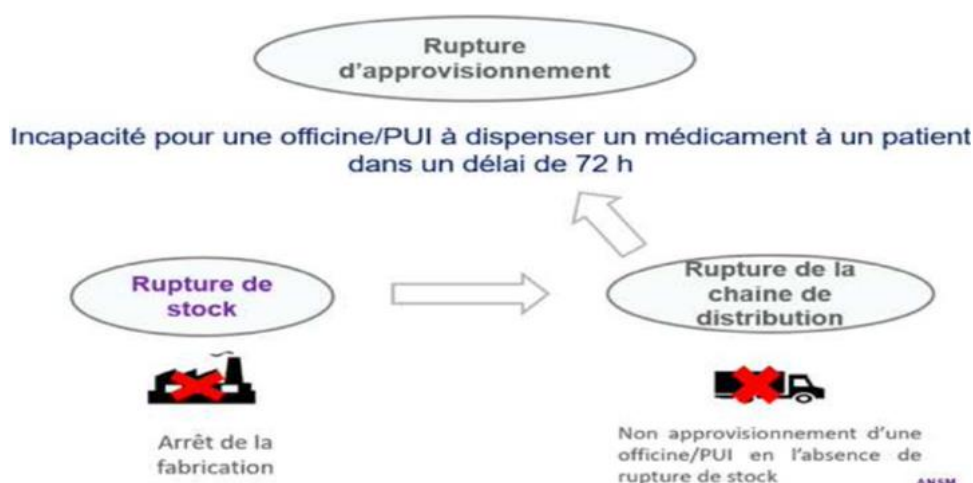 Rupture
d'approvisionnement
Incapacité pour une officine/PUI à dispenser un médicament à un patient
dans un délai de 72 h
Rupture de
stock
Rupture de la
chaine de
distribution
Arrêt de la
fabrication
Non approvisionnement d'une
officine/PUI en l'absence de
rupture de stock
ANSM